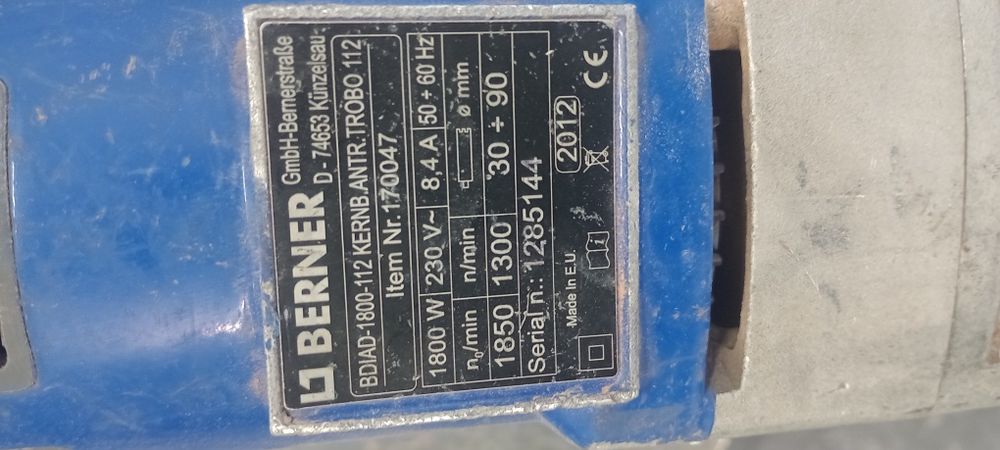 BERNER
GmbH-Bernerstraße
D - 74653 Künzelsau
BDIAD-1800-112 KERNB.ANTR.TROBO 112
Item Nr.170047
1800 W 230 V~ 8,4 A 50 ÷ 60 Hz
n₀/min n/min ø mm
1850 1300 30 ÷ 90
Serial n.: 1285144
Made in E.U. 2012 CE